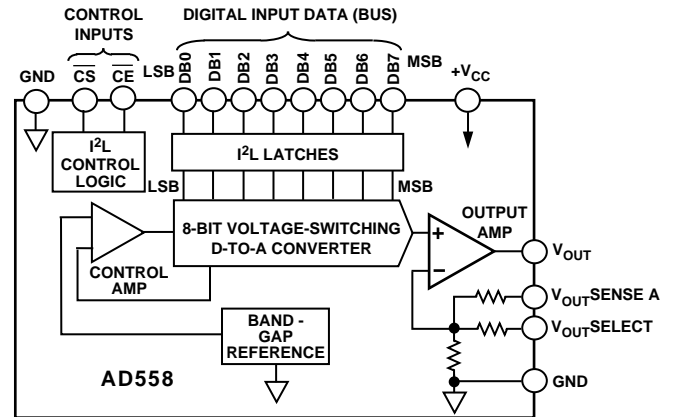 CONTROL INPUTS
DIGITAL INPUT DATA (BUS)
GND
CS
CE
LSB
DB0
DB1
DB2
DB3
DB4
DB5
DB6
DB7
MSB
+VCC
I2L CONTROL LOGIC
I2L LATCHES
LSB
MSB
8-BIT VOLTAGE-SWITCHING
D-TO-A CONVERTER
OUTPUT AMP
+
–
VOUT
CONTROL AMP
VOUT SENSE A
VOUT SELECT
BAND - GAP REFERENCE
AD558
GND